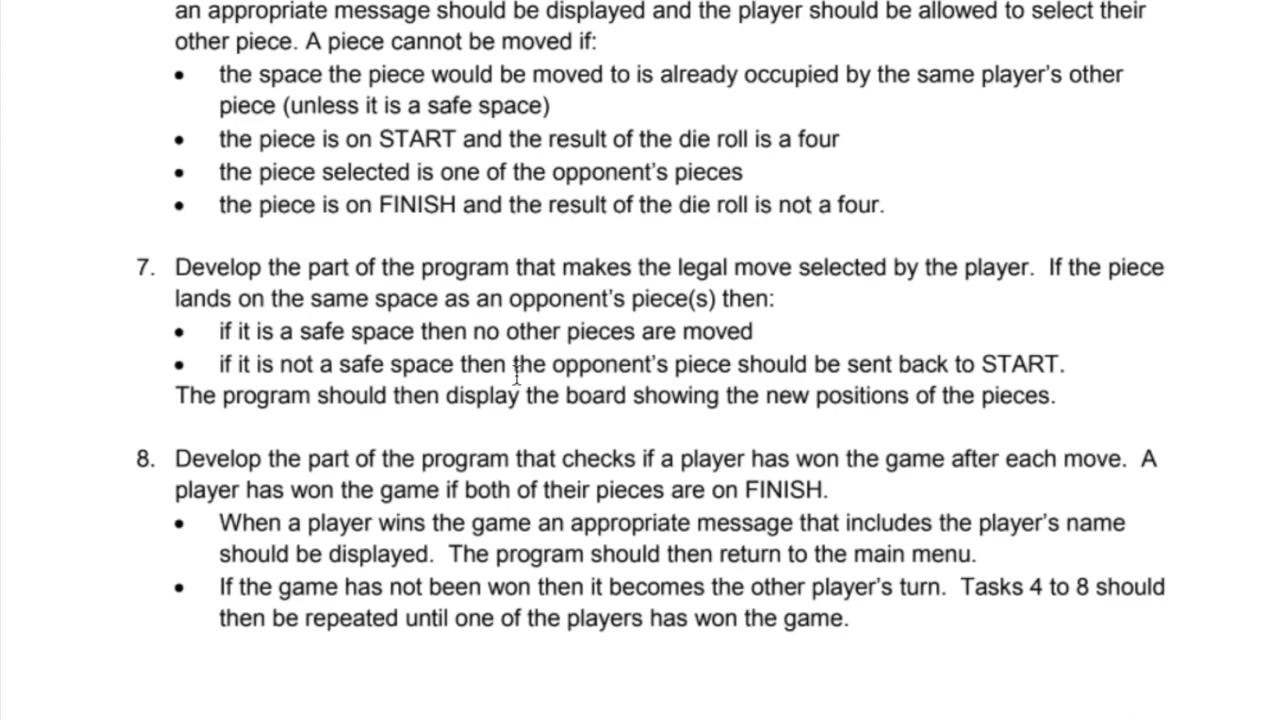 an appropriate message should be displayed and the player should be allowed to select their
other piece. A piece cannot be moved if:
• the space the piece would be moved to is already occupied by the same player's other
piece (unless it is a safe space)
• the piece is on START and the result of the die roll is a four
• the piece selected is one of the opponent's pieces
• the piece is on FINISH and the result of the die roll is not a four.
7. Develop the part of the program that makes the legal move selected by the player. If the piece
lands on the same space as an opponent's piece(s) then:
• if it is a safe space then no other pieces are moved
• if it is not a safe space then the opponent's piece should be sent back to START.
The program should then display the board showing the new positions of the pieces.
8. Develop the part of the program that checks if a player has won the game after each move. A
player has won the game if both of their pieces are on FINISH.
• When a player wins the game an appropriate message that includes the player's name
should be displayed. The program should then return to the main menu.
• If the game has not been won then it becomes the other player's turn. Tasks 4 to 8 should
then be repeated until one of the players has won the game.